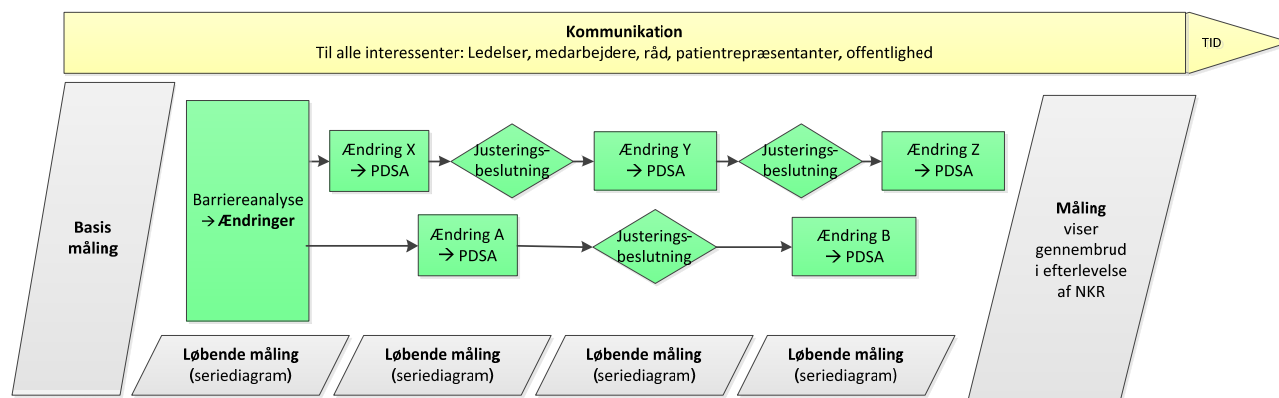 Kommunikation
Til alle interessenter: Ledelser, medarbejdere, råd, patientrepræsentanter, offentlighed
TID
Basis
måling
Barriereanalyse
→ Ændringer
Ændring X
→ PDSA
Justerings-
beslutning
Ændring Y
→ PDSA
Justerings-
beslutning
Ændring Z
→ PDSA
Ændring A
→ PDSA
Justerings-
beslutning
Ændring B
→ PDSA
Måling
viser
gennembrud
i efterlevelse
af NKR
Løbende måling
(seriediagram)
Løbende måling
(seriediagram)
Løbende måling
(seriediagram)
Løbende måling
(seriediagram)